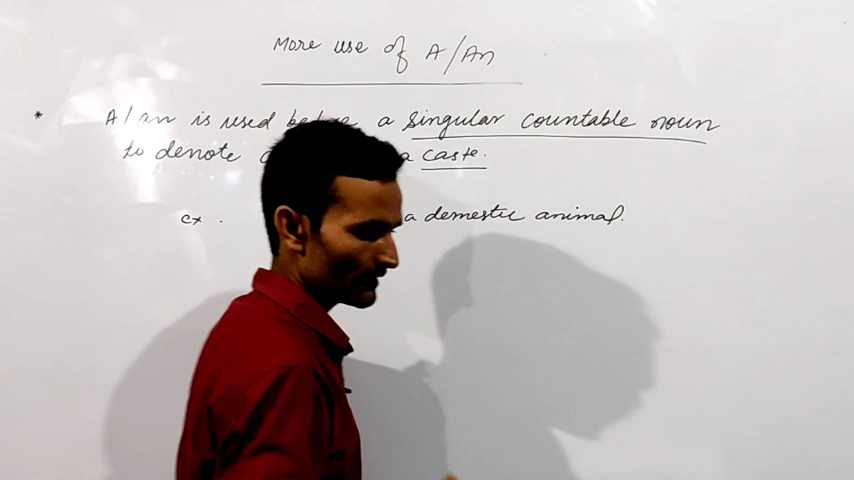 More use of A/An
* A/an is used a singular countable noun
to denote a caste.
ex. a demestic animal.